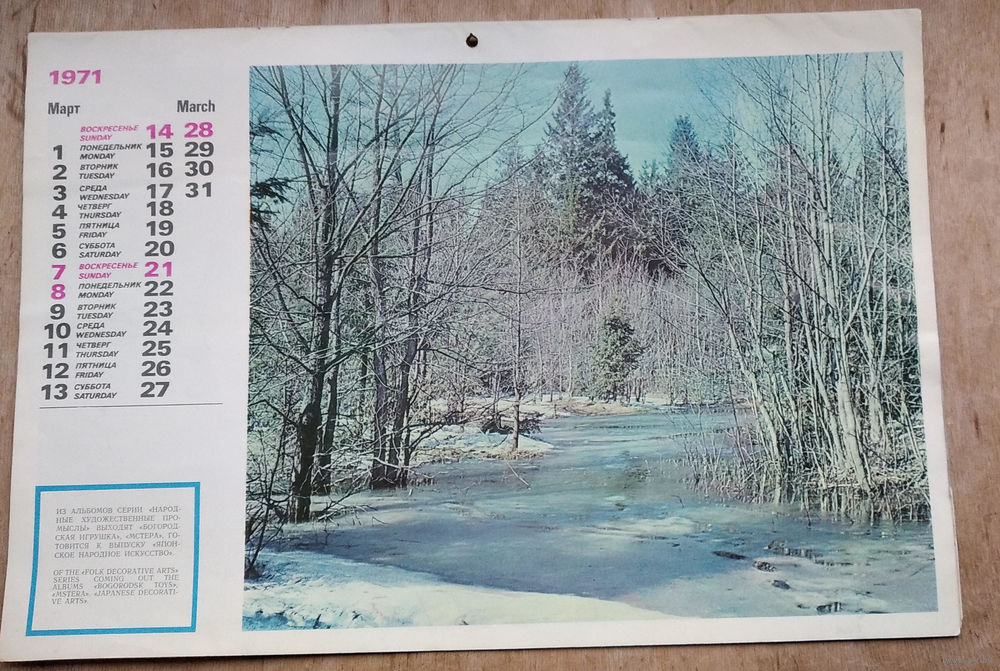 1971
Март March
ВОСКРЕСЕНЬЕ
SUNDAY 14 28
1 ПОНЕДЕЛЬНИК
MONDAY 15 29
2 ВТОРНИК
TUESDAY 16 30
3 СРЕДА
WEDNESDAY 17 31
4 ЧЕТВЕРГ
THURSDAY 18
5 ПЯТНИЦА
FRIDAY 19
6 СУББОТА
SATURDAY 20
7 ВОСКРЕСЕНЬЕ
SUNDAY 21
8 ПОНЕДЕЛЬНИК
MONDAY 22
9 ВТОРНИК
TUESDAY 23
10 СРЕДА
WEDNESDAY 24
11 ЧЕТВЕРГ
THURSDAY 25
12 ПЯТНИЦА
FRIDAY 26
13 СУББОТА
SATURDAY 27
ИЗ АЛЬБОМОВ СЕРИИ «НАРОД-
НЫЕ ХУДОЖЕСТВЕННЫЕ ПРО-
МЫСЛЫ» ВЫХОДЯТ «БОГОРОД-
СКАЯ ИГРУШКА», «МСТЕРА», ГО-
ТОВИТСЯ К ВЫПУСКУ «ЯПОН-
СКОЕ НАРОДНОЕ ИСКУССТВО».
OF THE «FOLK DECORATIVE ARTS»
SERIES COMING OUT THE
ALBUMS «BOGORODSK TOYS»,
«MSTERA», «JAPANESE DECORATI-
VE ARTS».